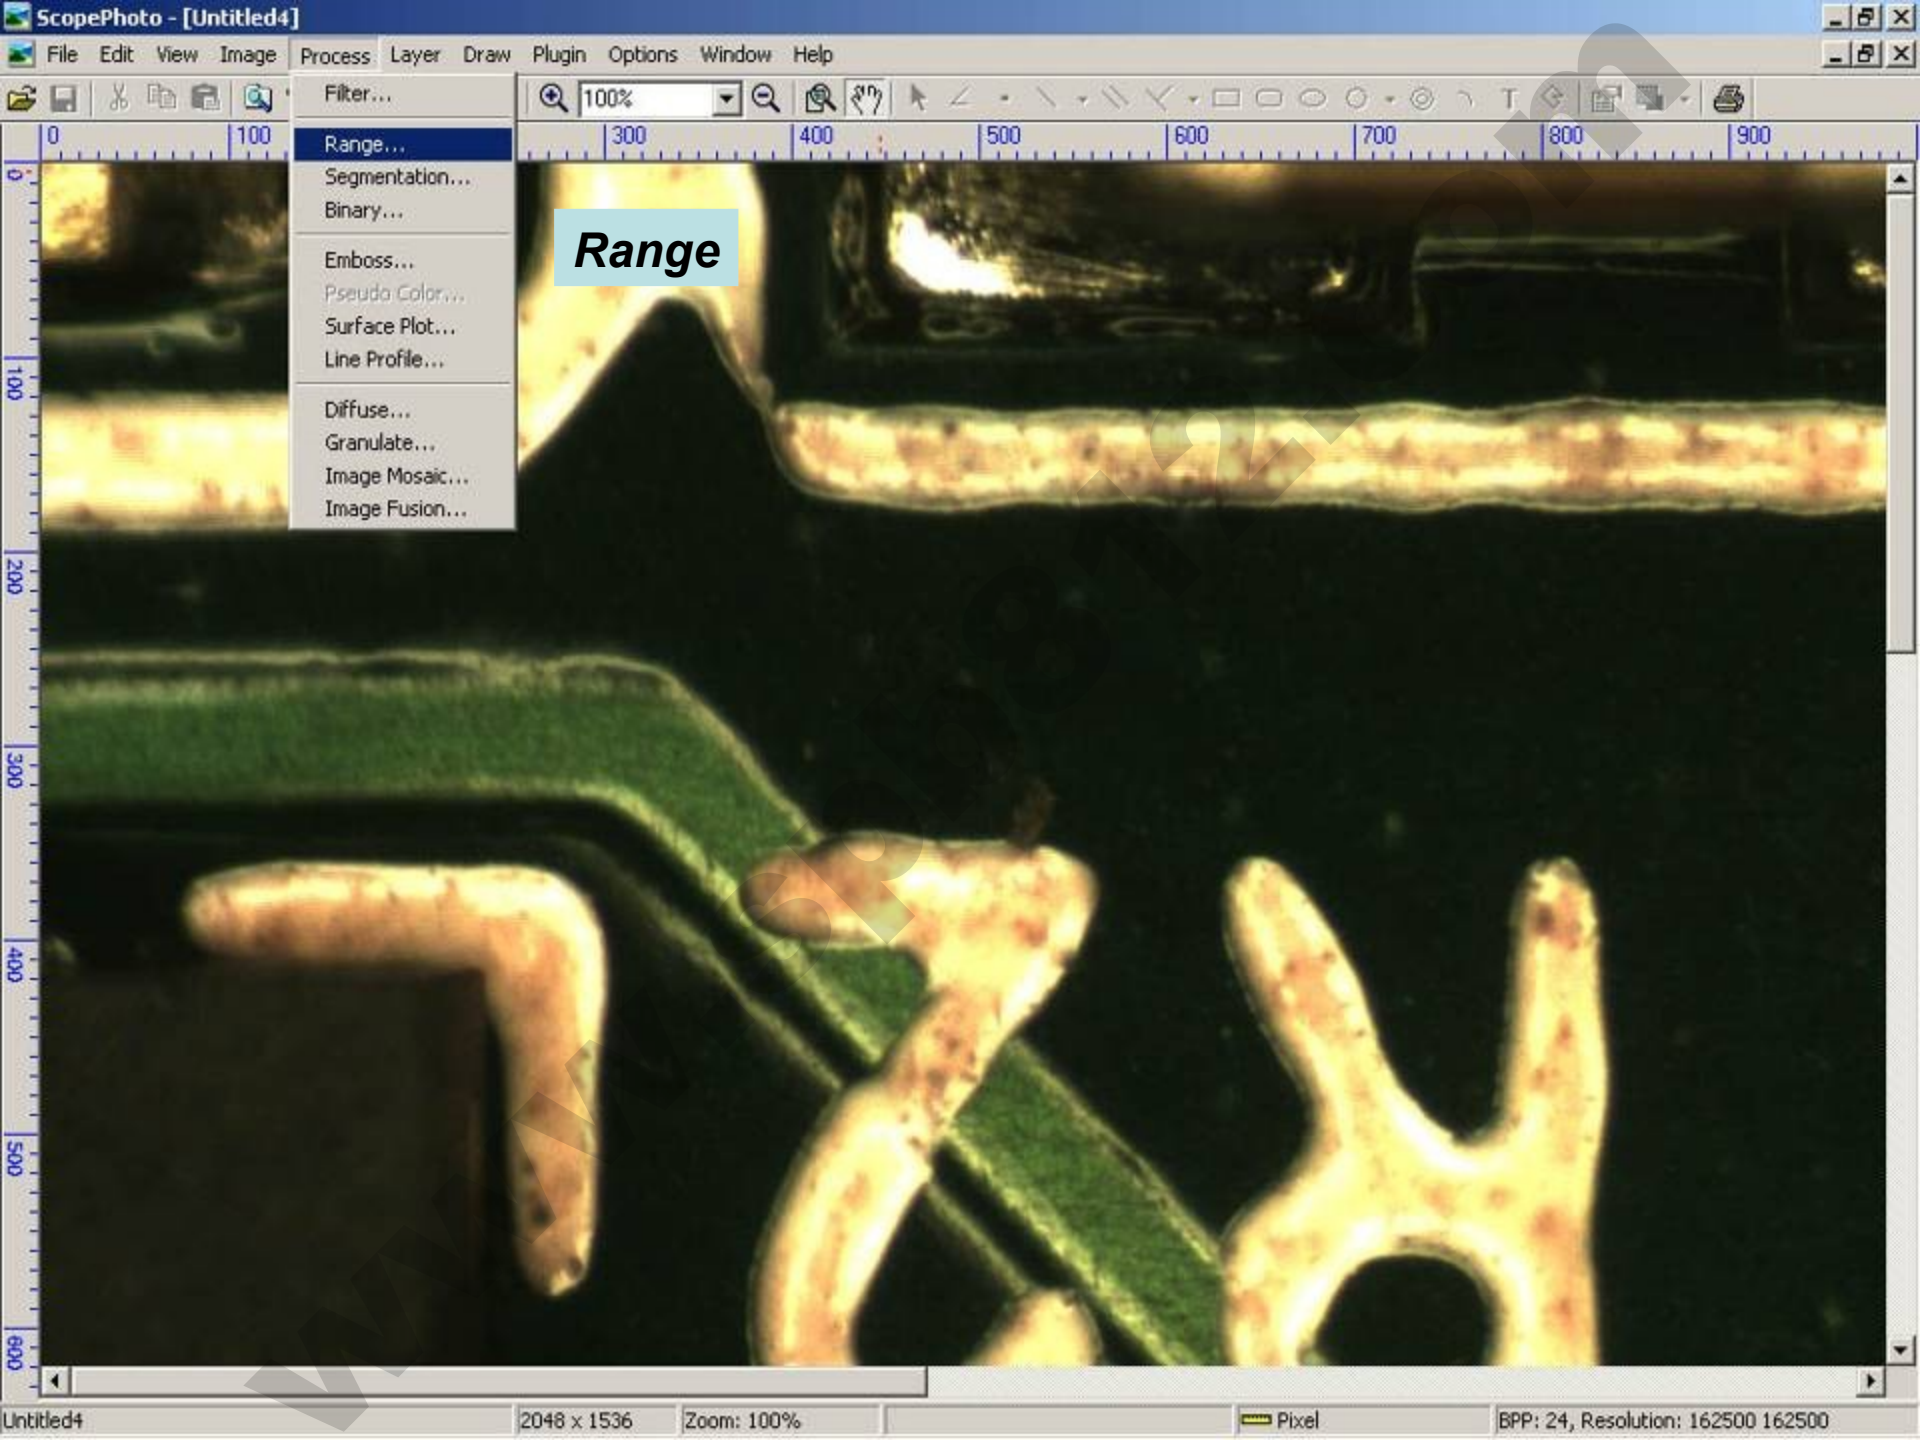 ScopePhoto - [Untitled4]
File Edit View Image Process Layer Draw Plugin Options Window Help
100%
T
0 100 300 400 500 600 700 800 900
Filter...
Range...
Segmentation...
Binary...
Emboss...
Pseudo Color...
Surface Plot...
Line Profile...
Diffuse...
Granulate...
Image Mosaic...
Image Fusion...
Range
0
100
200
300
400
500
600
Untitled4 2048 x 1536 Zoom: 100% Pixel BPP: 24, Resolution: 162500 162500